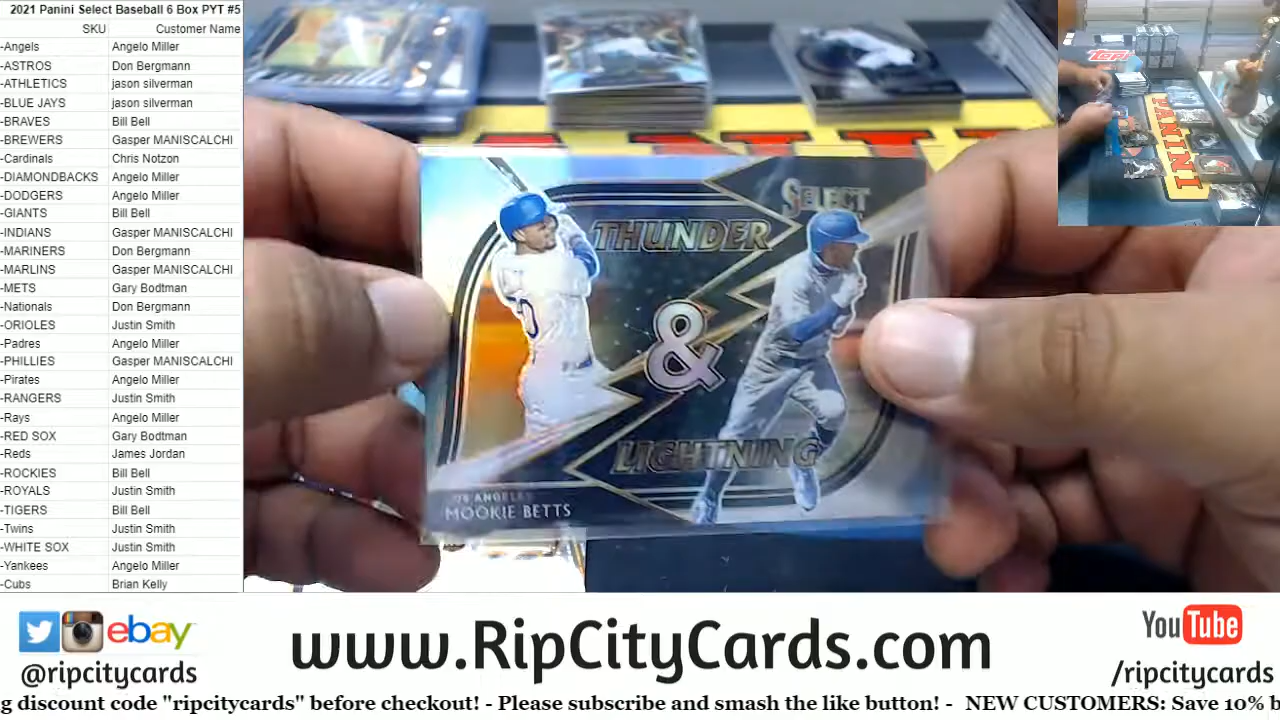 2021 Panini Select Baseball 6 Box PYT #5
SKU Customer Name
-Angels Angelo Miller
-ASTROS Don Bergmann
-ATHLETICS jason silverman
-BLUE JAYS jason silverman
-BRAVES Bill Bell
-BREWERS Gasper MANISCALCHI
-Cardinals Chris Notzon
-DIAMONDBACKS Angelo Miller
-DODGERS Angelo Miller
-GIANTS Bill Bell
-INDIANS Gasper MANISCALCHI
-MARINERS Don Bergmann
-MARLINS Gasper MANISCALCHI
-METS Gary Bodtman
-Nationals Don Bergmann
-ORIOLES Justin Smith
-Padres Angelo Miller
-PHILLIES Gasper MANISCALCHI
-Pirates Angelo Miller
-RANGERS Justin Smith
-Rays Angelo Miller
-RED SOX Gary Bodtman
-Reds James Jordan
-ROCKIES Bill Bell
-ROYALS Justin Smith
-TIGERS Bill Bell
-Twins Justin Smith
-WHITE SOX Justin Smith
-Yankees Angelo Miller
-Cubs Brian Kelly
SELECT
THUNDER
&
LIGHTNING
LOS ANGELES
MOOKIE BETTS
topps
PANINI
ebay
@ripcitycards
www.RipCityCards.com
YouTube
/ripcitycards
g discount code "ripcitycards" before checkout! - Please subscribe and smash the like button! - NEW CUSTOMERS: Save 10% b